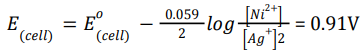 E(cell) = E°(cell) − 0.059/2 log [Ni²⁺]/[Ag⁺]2 = 0.91V